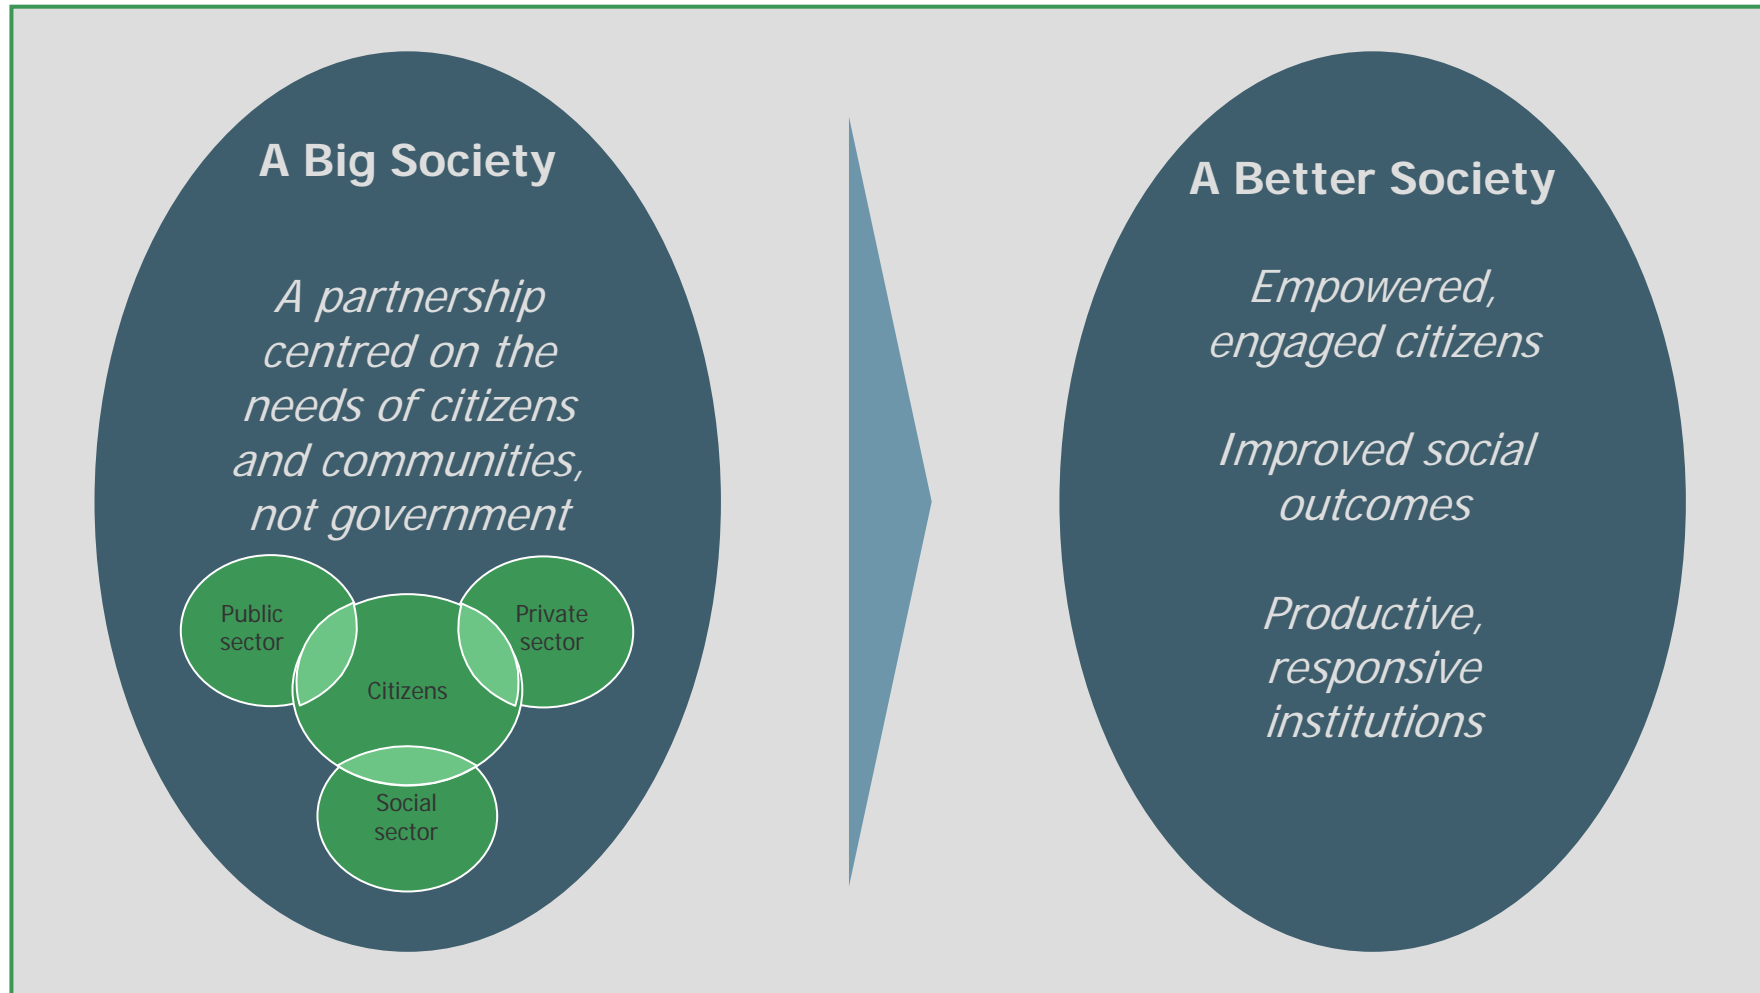 A Big Society
A partnership
centred on the
needs of citizens
and communities,
not government
Public
sector
Private
sector
Citizens
Social
sector
A Better Society
Empowered,
engaged citizens
Improved social
outcomes
Productive,
responsive
institutions